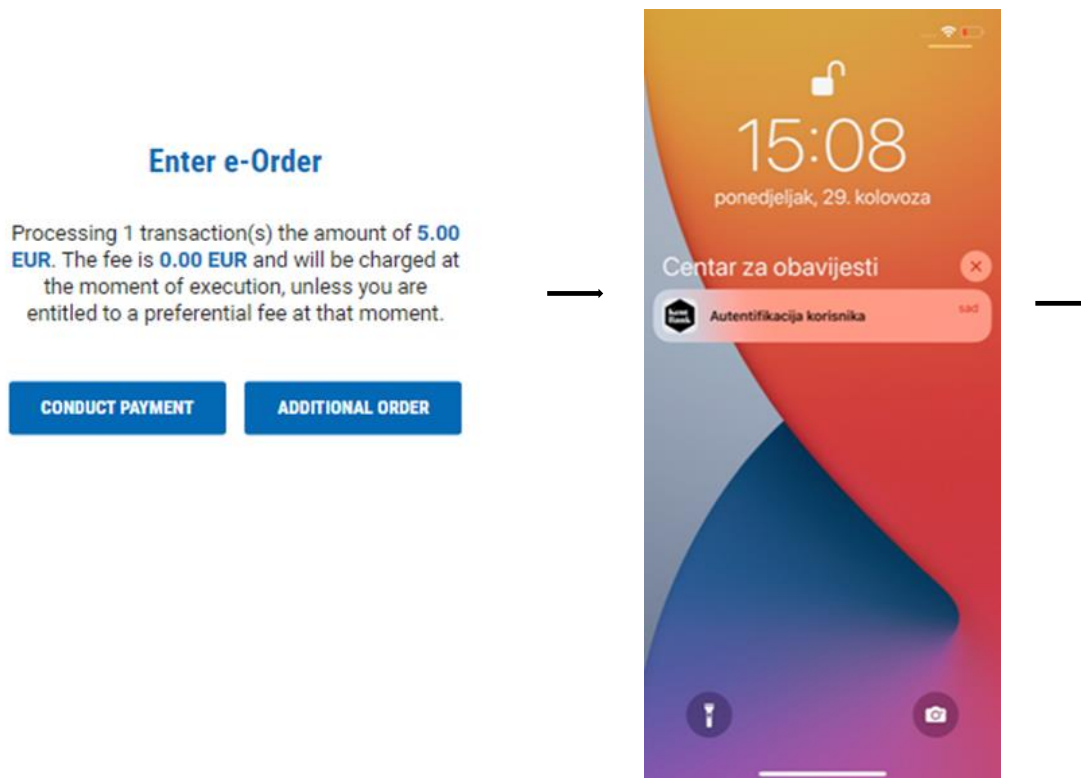 Enter e-Order
Processing 1 transaction(s) the amount of 5.00
EUR. The fee is 0.00 EUR and will be charged at
the moment of execution, unless you are
entitled to a preferential fee at that moment.
CONDUCT PAYMENT
ADDITIONAL ORDER
15:08
ponedjeljak, 29. kolovoza
Centar za obavijesti
Autentifikacija korisnika
sad